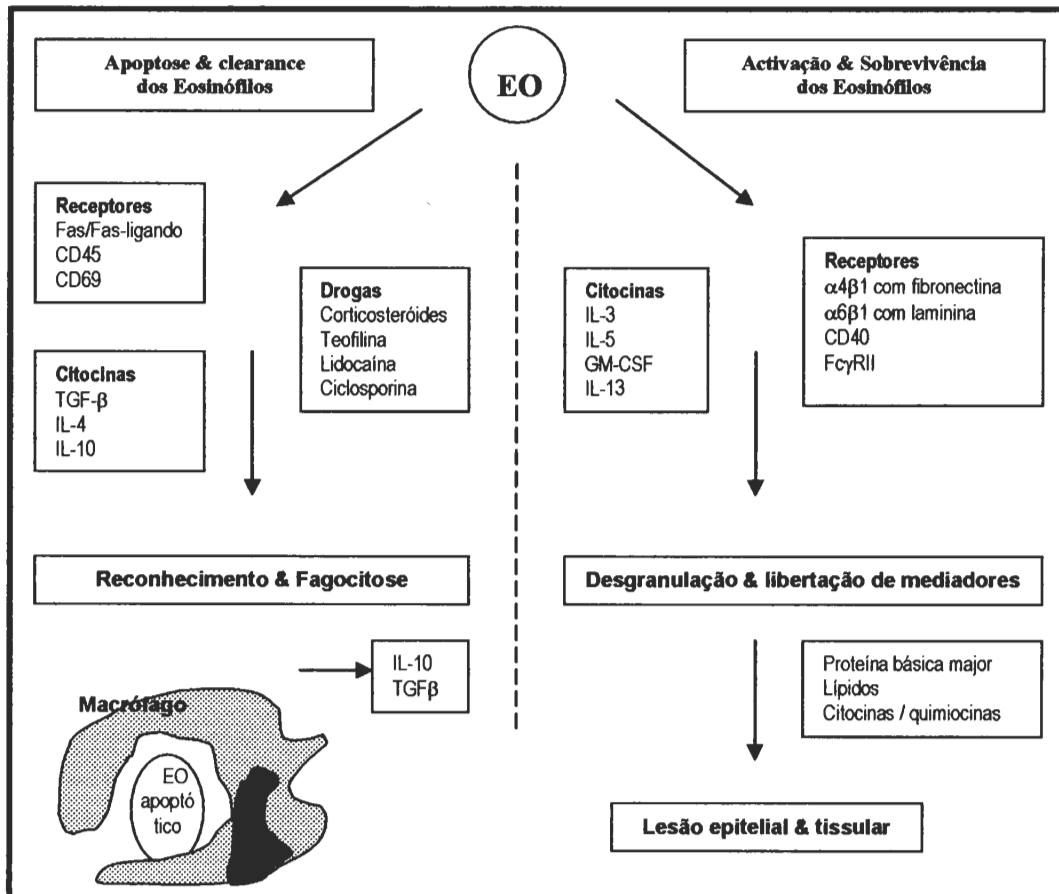 Apoptose & clearance
dos Eosinófilos
EO
Activação & Sobrevivência
dos Eosinófilos
Receptores
Fas/Fas-ligando
CD45
CD69
Drogas
Corticosteróides
Teofilina
Lidocaína
Ciclosporina
Citocinas
TGF-β
IL-4
IL-10
Citocinas
IL-3
IL-5
GM-CSF
IL-13
Receptores
α4β1 com fibronectina
α6β1 com laminina
CD40
FcγRII
Reconhecimento & Fagocitose
IL-10
TGFβ
Macrófago
EO
apoptó
tico
Desgranulação & libertação de mediadores
Proteína básica major
Lípidos
Citocinas / quimiocinas
Lesão epitelial & tissular